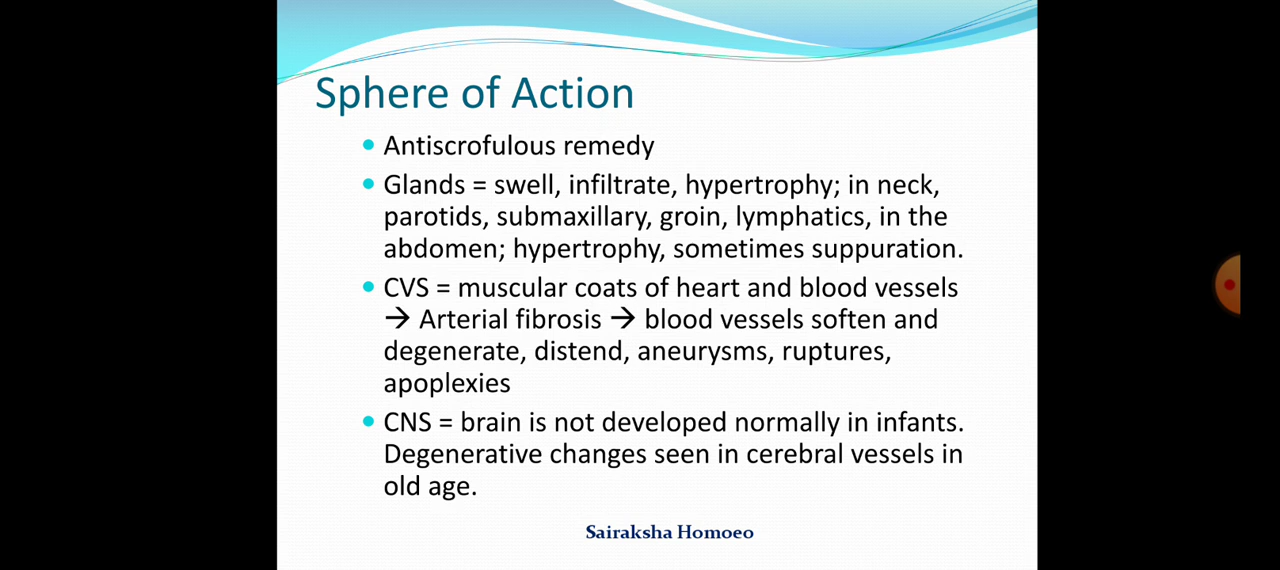 Sphere of Action
• Antiscrofulous remedy
• Glands = swell, infiltrate, hypertrophy; in neck,
parotids, submaxillary, groin, lymphatics, in the
abdomen; hypertrophy, sometimes suppuration.
• CVS = muscular coats of heart and blood vessels
→ Arterial fibrosis → blood vessels soften and
degenerate, distend, aneurysms, ruptures,
apoplexies
• CNS = brain is not developed normally in infants.
Degenerative changes seen in cerebral vessels in
old age.
Sairaksha Homoeo